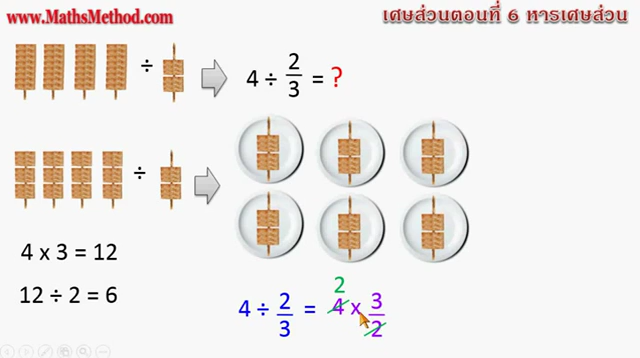 www.MathsMethod.com
เศษส่วนตอนที่ 6 หารเศษส่วน
÷
4 ÷ 2/3 = ?
÷
4 x 3 = 12
12 ÷ 2 = 6
2
4 ÷ 2/3 = 4 x 3/2